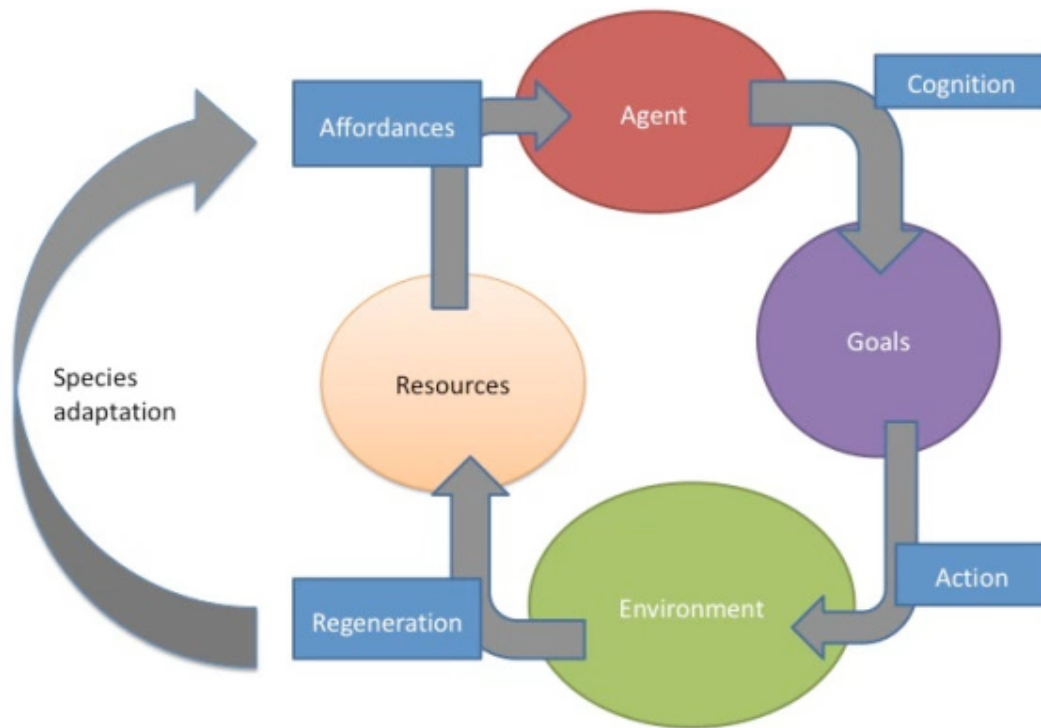 Affordances
Agent
Cognition
Goals
Species
adaptation
Resources
Regeneration
Environment
Action